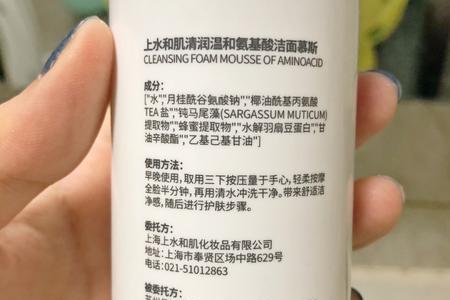 上水和肌清润温和氨基酸洁面慕斯
CLEANSING FOAM MOUSSE OF AMINOACID
成分:
["水","月桂酰谷氨酸钠","椰油酰基丙氨酸
TEA 盐","钝马尾藻(SARGASSUM MUTICUM)
提取物","蜂蜜提取物","水解羽扇豆蛋白","甘
油辛酸酯","乙基己基甘油"]
使用方法:
早晚使用，取用三下按压量于手心，轻柔按摩
全脸半分钟，再用清水冲洗干净。带来舒适洁
净感，随后进行护肤步骤。
委托方:
上海上水和肌化妆品有限公司
地址:上海市奉贤区场中路629号
电话:021-51012863
被委托方: